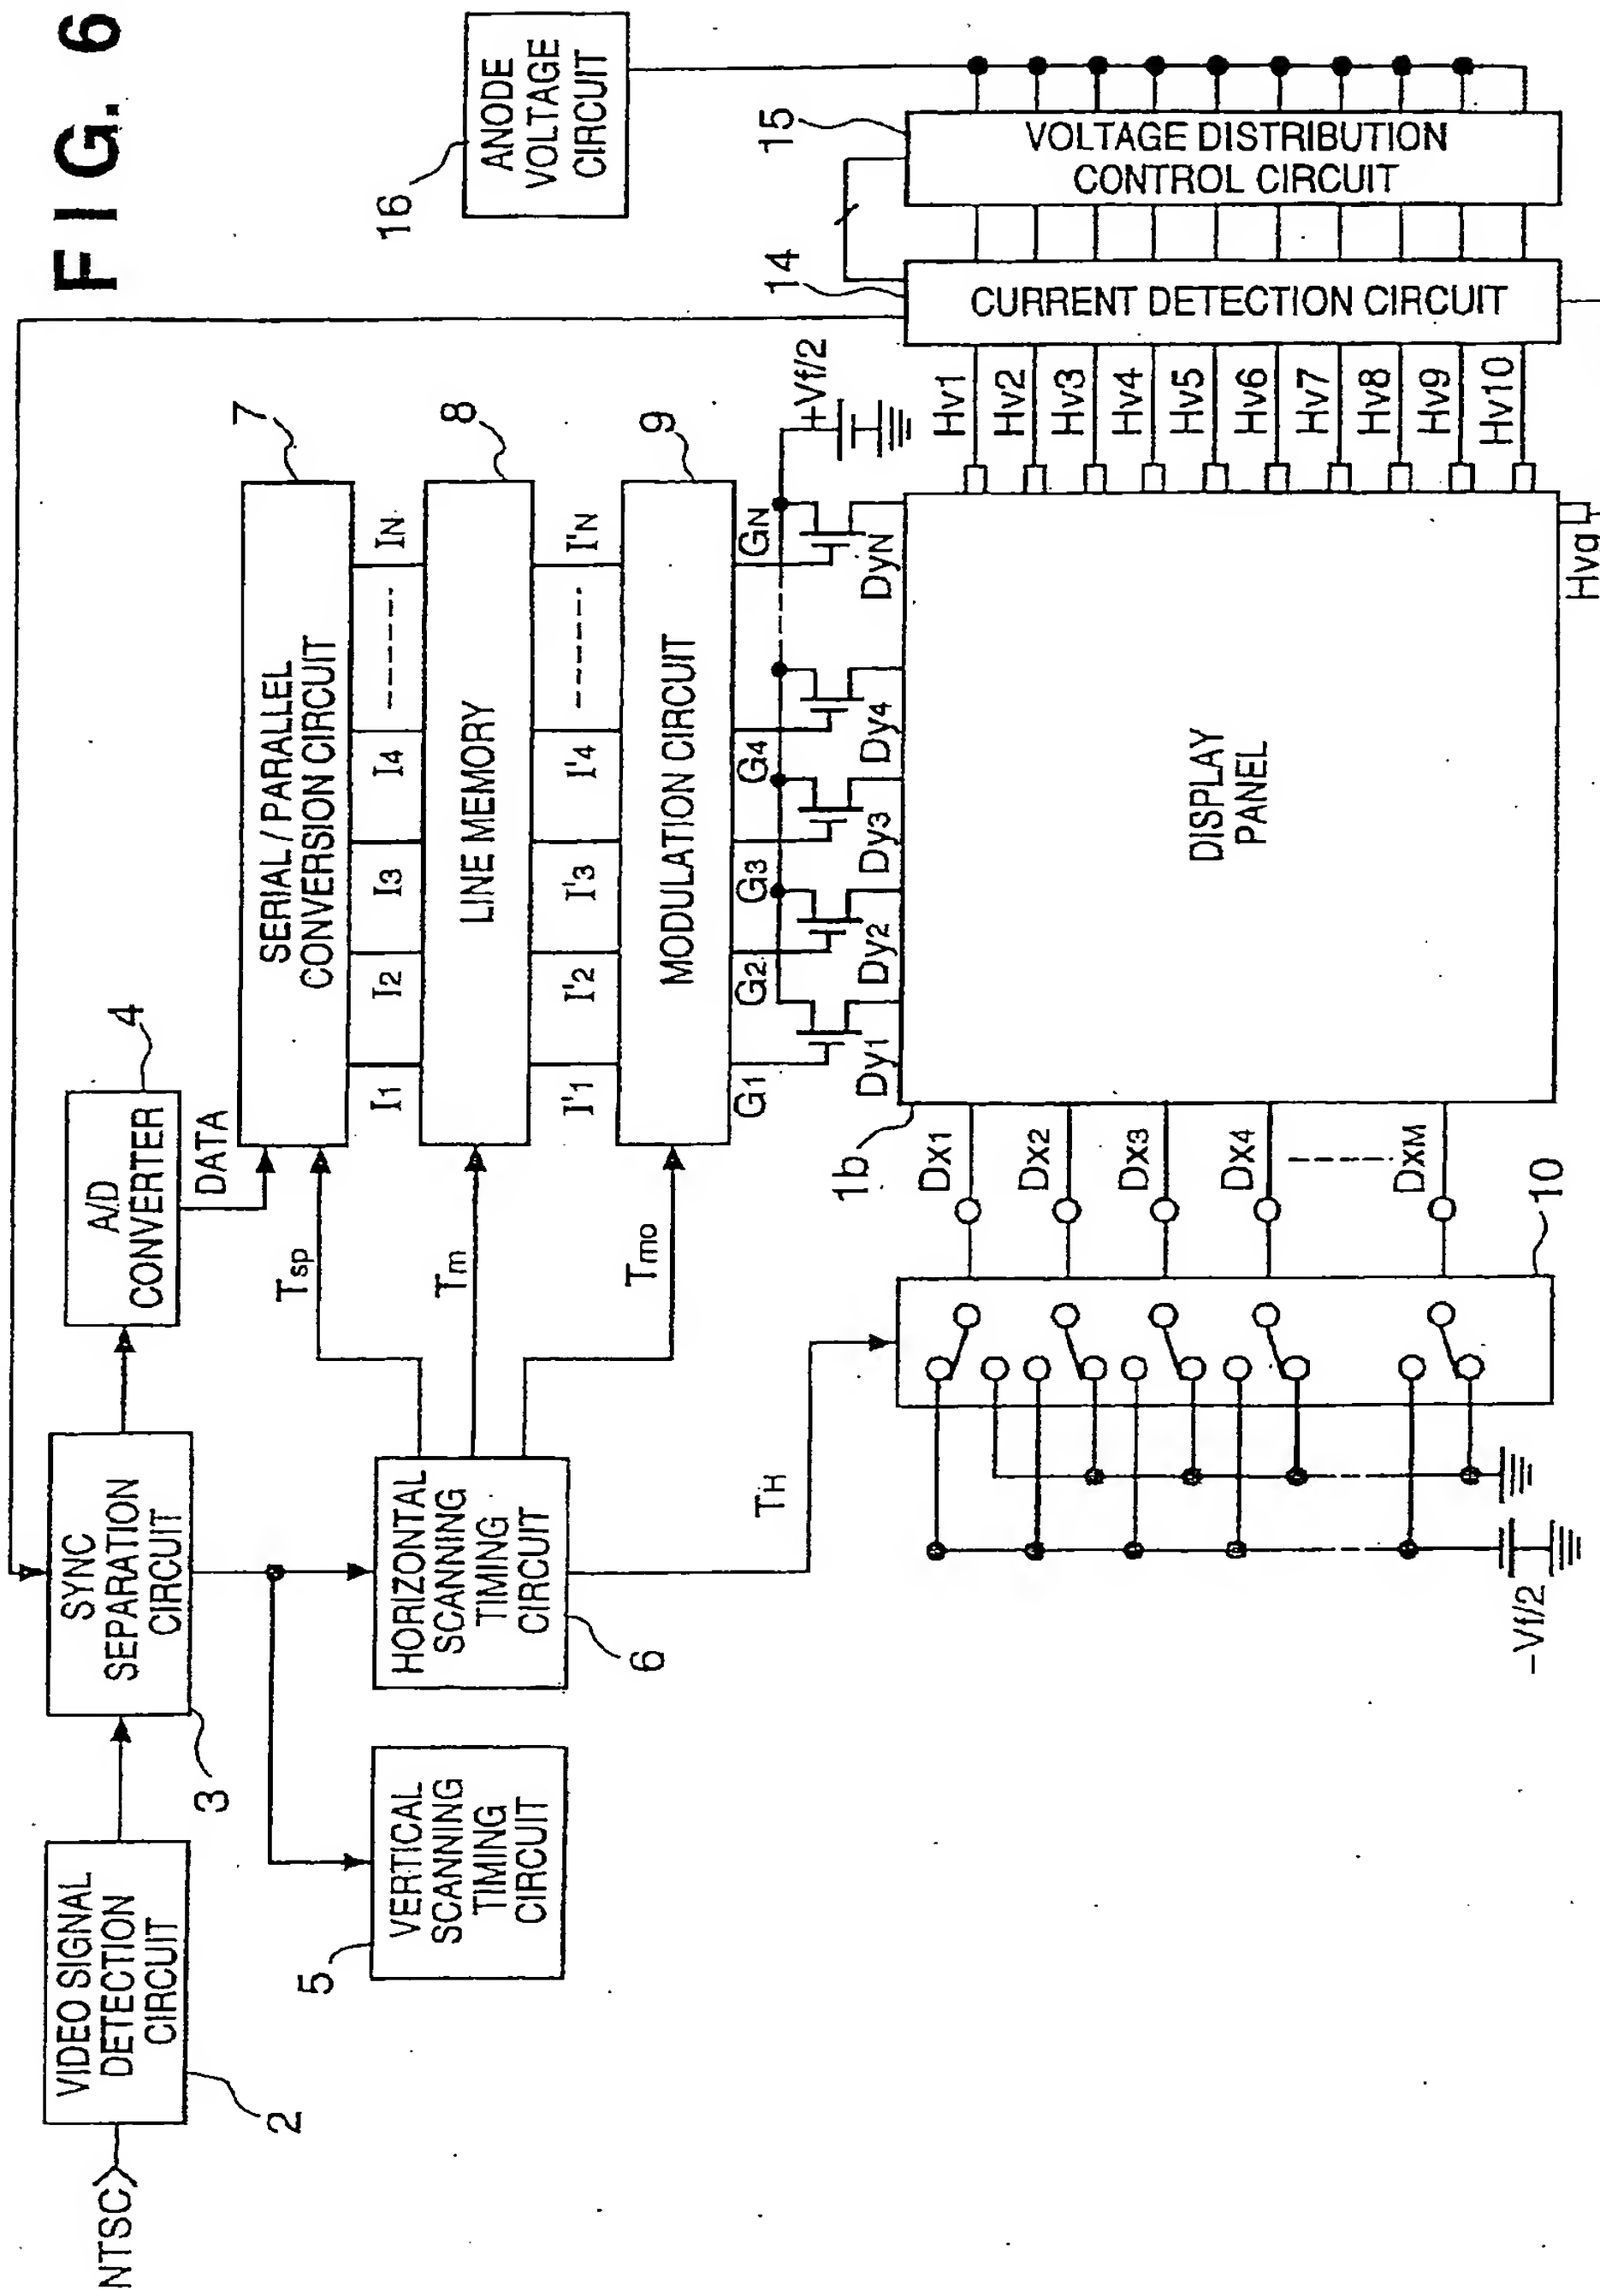 FIG. 6
NTSC
VIDEO SIGNAL
DETECTION
CIRCUIT
2
SYNC
SEPARATION
CIRCUIT
3
A/D
CONVERTER
4
DATA
VERTICAL
SCANNING
TIMING
CIRCUIT
5
HORIZONTAL
SCANNING
TIMING
CIRCUIT
6
Tsp
Tm
Tmo
TH
SERIAL / PARALLEL
CONVERSION CIRCUIT
7
I1 I2 I3 I4 IN
LINE MEMORY
8
I'1 I'2 I'3 I'4 I'N
MODULATION CIRCUIT
9
G1 G2 G3 G4 GN
+Vf/2
Dy1 Dy2 Dy3 Dy4 DyN
ANODE
VOLTAGE
CIRCUIT
16
1b
DISPLAY
PANEL
Dx1
Dx2
Dx3
Dx4
DxM
10
-Vf/2
Hv1
Hv2
Hv3
Hv4
Hv5
Hv6
Hv7
Hv8
Hv9
Hv10
Hva
14
CURRENT DETECTION CIRCUIT
15
VOLTAGE DISTRIBUTION
CONTROL CIRCUIT